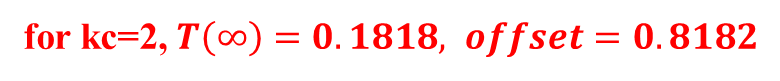 for kc=2, T(∞) = 0.1818, offset = 0.8182